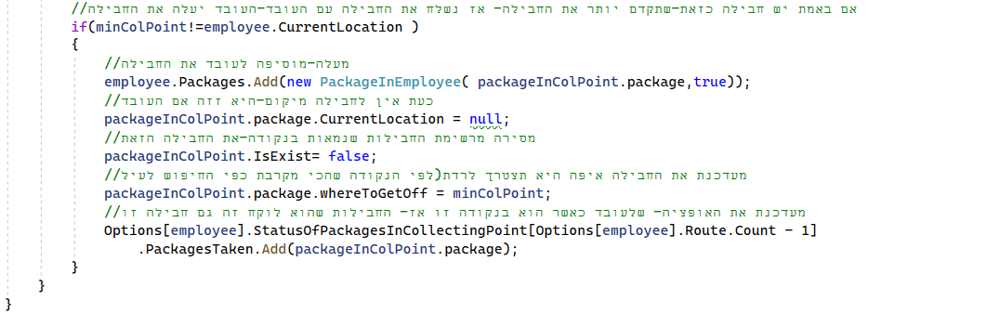 //אם באמת יש חבילה כזאת-שתקדם יותר את החבילה- אז נשלח את החבילה עם העובד-העובד יעלה את החבילה
if(minColPoint!=employee.CurrentLocation )
{
//מעלה-מוסיפה לעובד את החבילה
employee.Packages.Add(new PackageInEmployee( packageInColPoint.package,true));
//כעת אין לחבילה מיקום-היא זזה אם העובד
packageInColPoint.package.CurrentLocation = null;
//מסירה מרשימת החבילות שנמאות בנקודה-את החבילה הזאת
packageInColPoint.IsExist= false;
//מעדכנת את החבילה איפה היא תצטרך לרדת(לפי הנקודה שהכי מקרבת כפי החיפוש לעיל
packageInColPoint.package.whereToGetOff = minColPoint;
//מעדכנת את האופציה- שלעובד כאשר הוא בנקודה זו אז- החבילות שהוא לוקח זה גם חבילה זו
Options[employee].StatusOfPackagesInCollectingPoint[Options[employee].Route.Count - 1]
.PackagesTaken.Add(packageInColPoint.package);
}
}
}